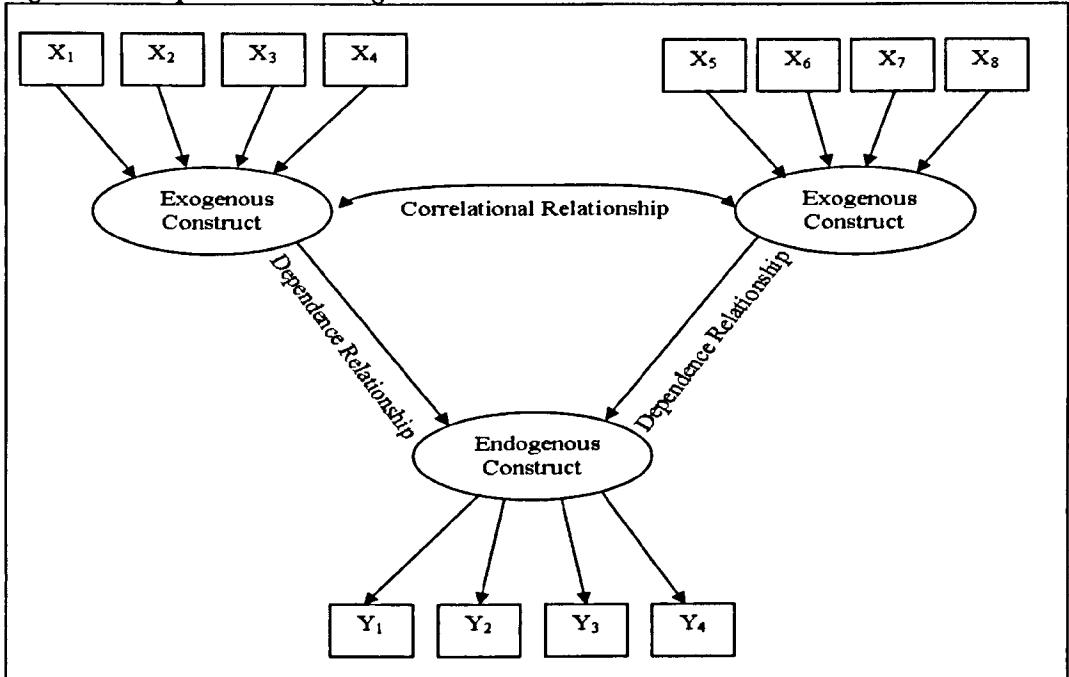 X1 X2 X3 X4 X5 X6 X7 X8
Exogenous
Construct
Correlational Relationship
Exogenous
Construct
Dependence Relationship
Dependence Relationship
Endogenous
Construct
Y1 Y2 Y3 Y4